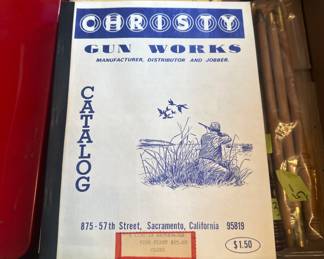 CHRISTY
GUN WORKS
MANUFACTURER, DISTRIBUTOR AND JOBBER.
CATALOG
875-57th Street, Sacramento, California 95819
$1.50